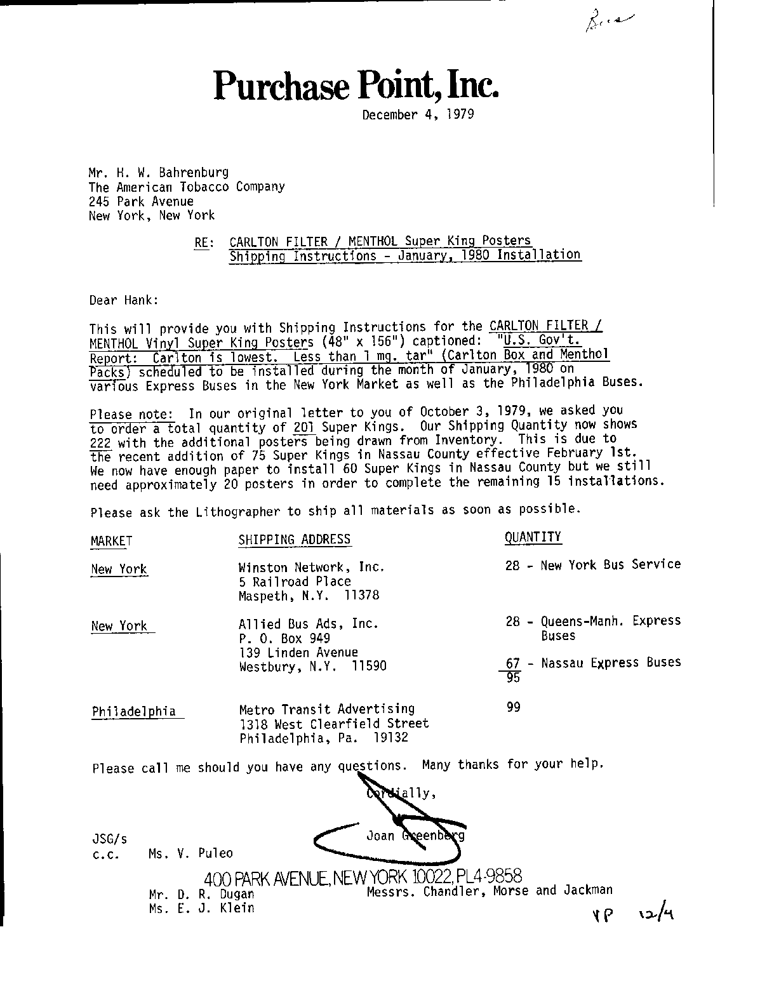 Bus
Purchase Point, Inc.
December 4, 1979
Mr. H. W. Bahrenburg
The American Tobacco Company
245 Park Avenue
New York, New York
RE: CARLTON FILTER / MENTHOL Super King Posters
Shipping Instructions - January, 1980 Installation
Dear Hank:
This will provide you with Shipping Instructions for the CARLTON FILTER /
MENTHOL Vinyl Super King Posters (48" x 156") captioned: "U.S. Gov't.
Report: Carlton is lowest. Less than 1 mg. tar" (Carlton Box and Menthol
Packs) scheduled to be installed during the month of January, 1980 on
various Express Buses in the New York Market as well as the Philadelphia Buses.
Please note: In our original letter to you of October 3, 1979, we asked you
to order a total quantity of 201 Super Kings. Our Shipping Quantity now shows
222 with the additional posters being drawn from Inventory. This is due to
the recent addition of 75 Super Kings in Nassau County effective February 1st.
We now have enough paper to install 60 Super Kings in Nassau County but we still
need approximately 20 posters in order to complete the remaining 15 installations.
Please ask the Lithographer to ship all materials as soon as possible.
MARKET SHIPPING ADDRESS QUANTITY
New York Winston Network, Inc. 28 - New York Bus Service
5 Railroad Place
Maspeth, N.Y. 11378
New York Allied Bus Ads, Inc. 28 - Queens-Manh. Express
P. O. Box 949 Buses
139 Linden Avenue
Westbury, N.Y. 11590 67 - Nassau Express Buses
95
Philadelphia Metro Transit Advertising 99
1318 West Clearfield Street
Philadelphia, Pa. 19132
Please call me should you have any questions. Many thanks for your help.
Cordially,
Joan Greenberg
JSG/s
c.c. Ms. V. Puleo
400 PARK AVENUE, NEW YORK 10022, PL4-9858
Mr. D. R. Dugan Messrs. Chandler, Morse and Jackman
Ms. E. J. Klein
VP 12/4